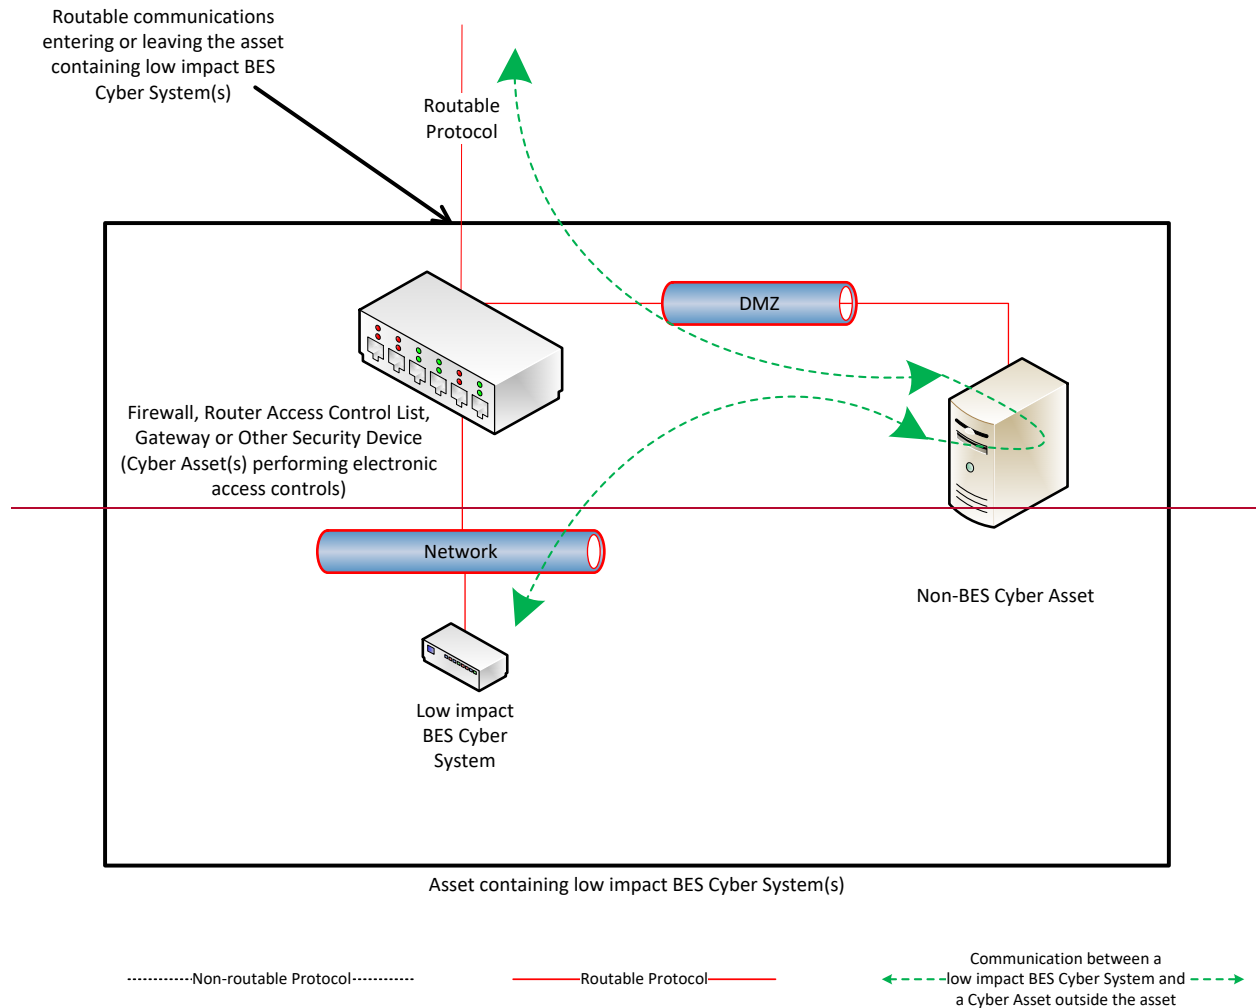 Routable communications
entering or leaving the asset
containing low impact BES
Cyber System(s)
Routable
Protocol
DMZ
Firewall, Router Access Control List,
Gateway or Other Security Device
(Cyber Asset(s) performing electronic
access controls)
Network
Non-BES Cyber Asset
Low impact
BES Cyber
System
Asset containing low impact BES Cyber System(s)
Non-routable Protocol
Routable Protocol
Communication between a
low impact BES Cyber System and
a Cyber Asset outside the asset